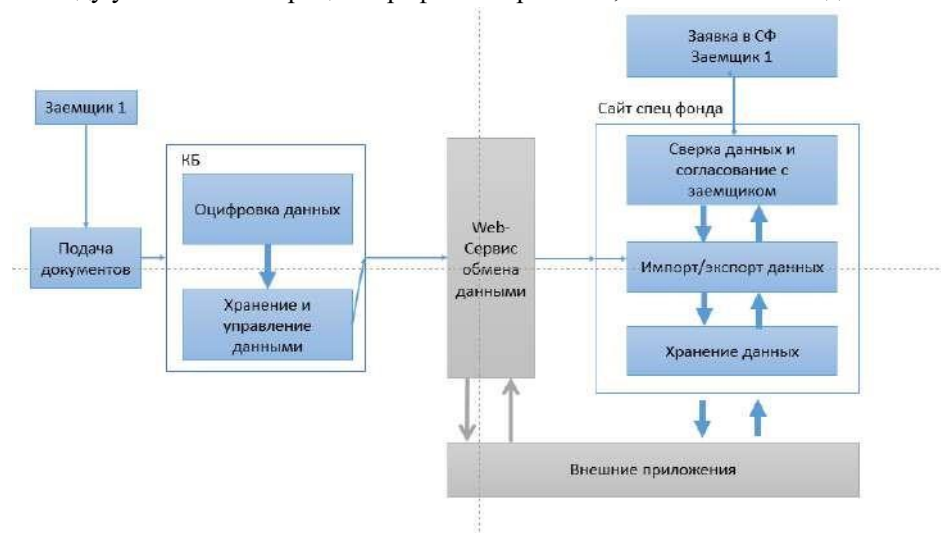 Заявка в СФ
Заемщик 1
Заемщик 1
Сайт спец фонда
КБ
Сверка данных и
согласование с
заемщиком
Оцифровка данных
Подача
документов
Web-
Сервис
обмена
данными
Импорт/экспорт данных
Хранение и
управление
данными
Хранение данных
Внешние приложения